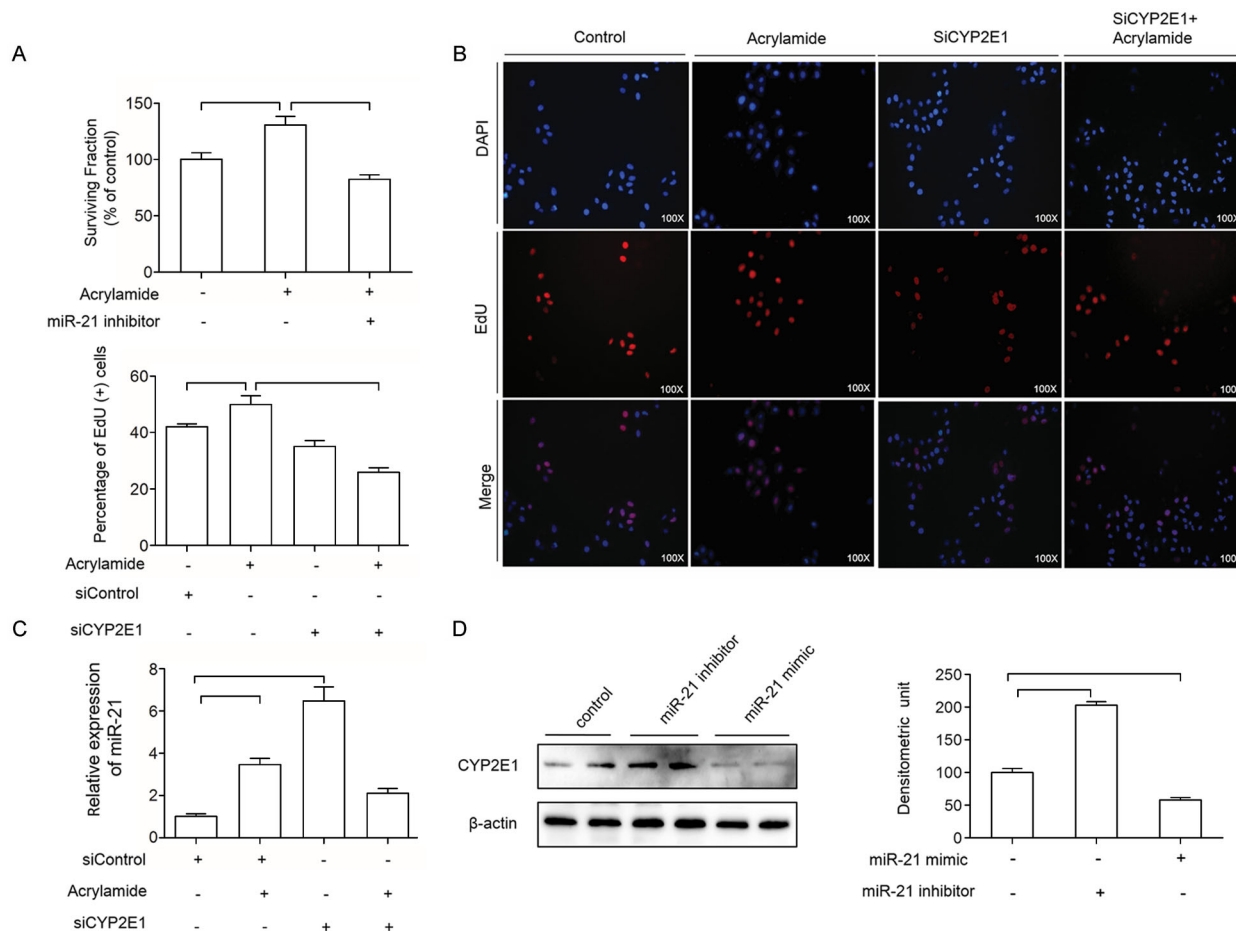 A
Surviving Fraction
(% of control)
150
100
50
0
Acrylamide - + +
miR-21 inhibitor - - +
Percentage of EdU (+) cells
60
40
20
0
Acrylamide - + - +
siControl + - - -
siCYP2E1 - - + +
B
Control Acrylamide SiCYP2E1 SiCYP2E1+
Acrylamide
DAPI
100X 100X 100X 100X
EdU
100X 100X 100X 100X
Merge
100X 100X 100X 100X
C
Relative expression
of miR-21
8
6
4
2
0
siControl + + - -
Acrylamide - + - +
siCYP2E1 - - + +
D
control miR-21 inhibitor miR-21 mimic
CYP2E1
β-actin
Densitometric unit
250
200
150
100
50
0
miR-21 mimic - - +
miR-21 inhibitor - + -